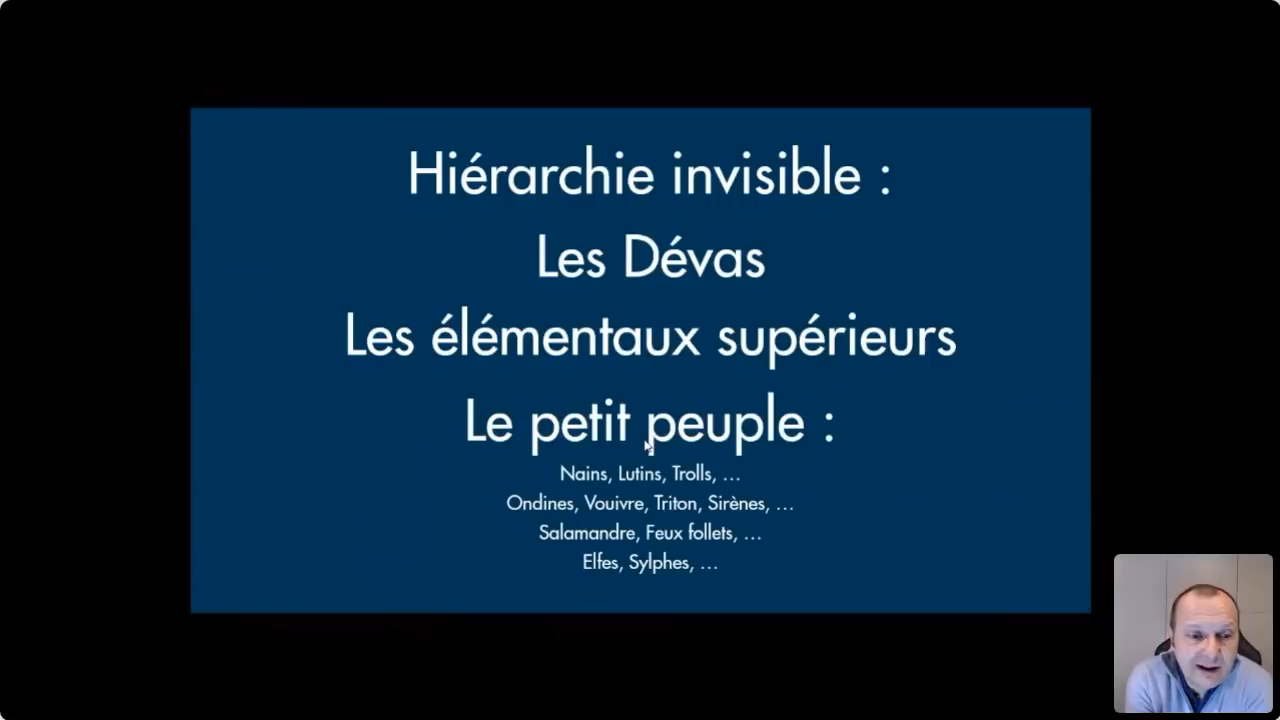 Hiérarchie invisible :
Les Dévas
Les élémentaux supérieurs
Le petit peuple :
Nains, Lutins, Trolls, ...
Ondines, Vouivre, Triton, Sirènes, ...
Salamandre, Feux follets, ...
Elfes, Sylphes, ...